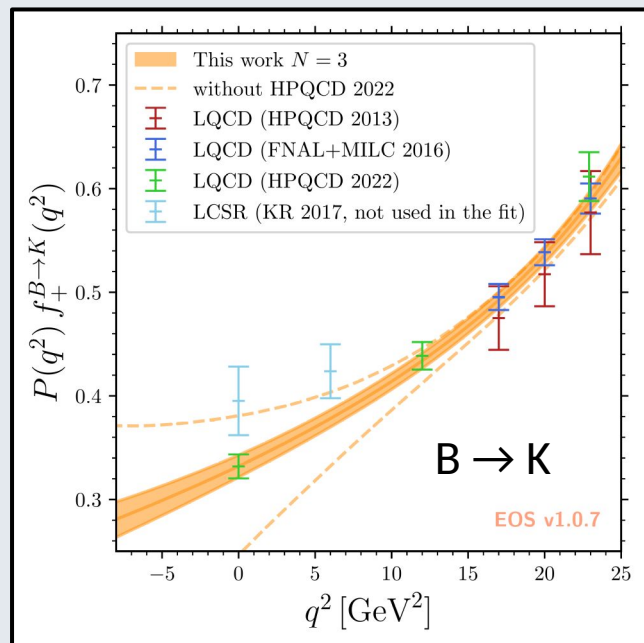 This work N = 3
without HPQCD 2022
LQCD (HPQCD 2013)
LQCD (FNAL+MILC 2016)
LQCD (HPQCD 2022)
LCSR (KR 2017, not used in the fit)
0.7
0.6
0.5
0.4
0.3
P(q²) f₊^{B→K}(q²)
B → K
EOS v1.0.7
−5 0 5 10 15 20 25
q² [GeV²]